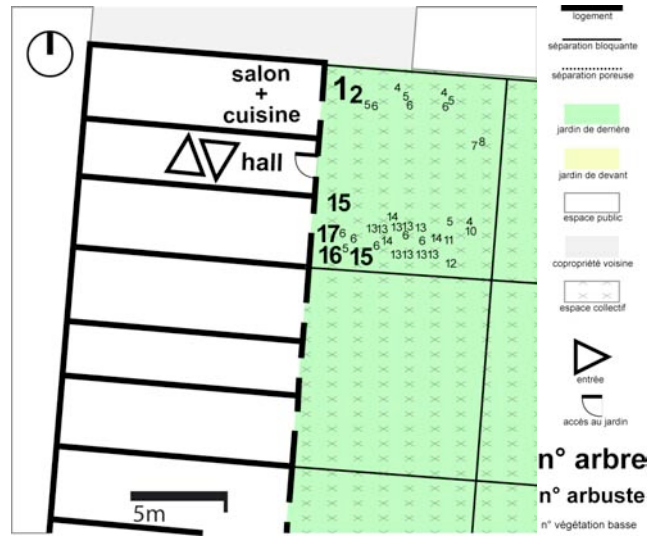 logement
séparation bloquante
séparation poreuse
jardin de derrière
jardin de devant
espace public
copropriété voisine
espace collectif
entrée
accès au jardin
n° arbre
n° arbuste
n° végétation basse
salon
+
cuisine
hall
5m
1 2 5 6 4 5 6 4 5 6
7 8
15
14
17 6 6 13 13 13 13 13 5 4
10
6 14 6 6 14 11
16 5 15 13 13 13 13 12